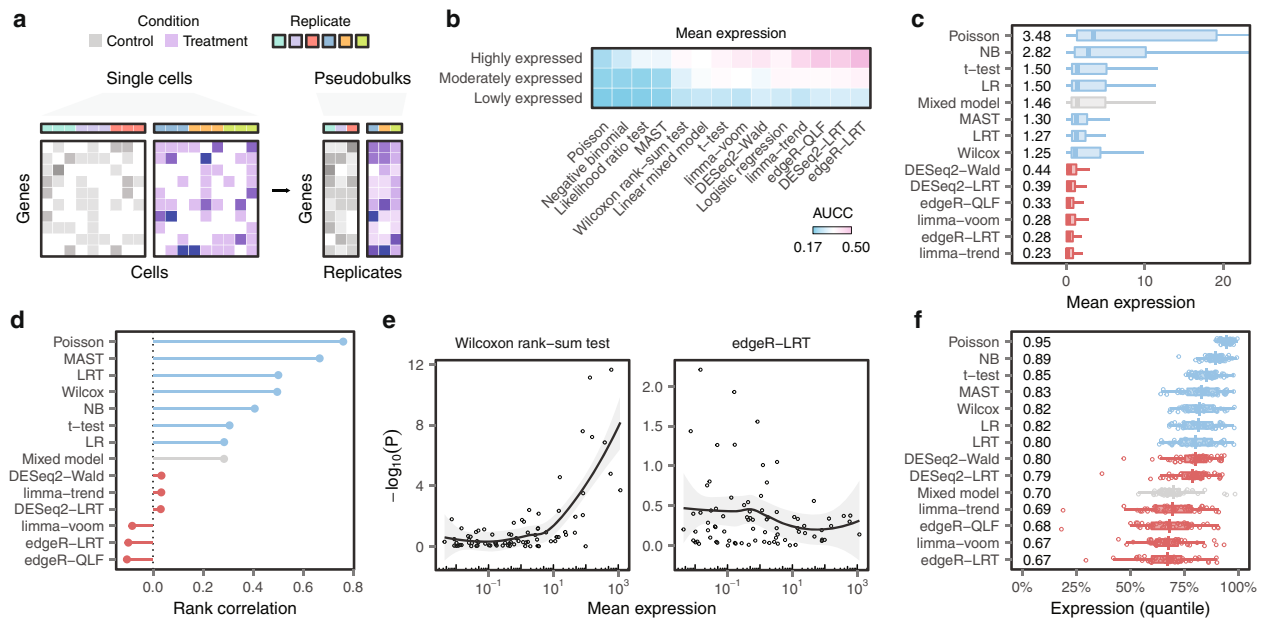 a
Condition
Replicate
Control
Treatment
Single cells
Pseudobulks
Genes
Genes
Cells
Replicates
b
Mean expression
Highly expressed
Moderately expressed
Lowly expressed
Poisson
Negative binomial
Likelihood ratio test
MAST
Wilcoxon rank−sum test
Linear mixed model
t−test
limma−voom
DESeq2−Wald
Logistic regression
limma−trend
edgeR−QLF
DESeq2−LRT
edgeR−LRT
AUCC
0.17 0.50
c
Poisson 3.48
NB 2.82
t−test 1.50
LR 1.50
Mixed model 1.46
MAST 1.30
LRT 1.27
Wilcox 1.25
DESeq2−Wald 0.44
DESeq2−LRT 0.39
edgeR−QLF 0.33
limma−voom 0.28
edgeR−LRT 0.28
limma−trend 0.23
0 10 20
Mean expression
d
Poisson
MAST
LRT
Wilcox
NB
t−test
LR
Mixed model
DESeq2−Wald
limma−trend
DESeq2−LRT
limma−voom
edgeR−LRT
edgeR−QLF
0.0 0.2 0.4 0.6 0.8
Rank correlation
e
Wilcoxon rank−sum test
edgeR−LRT
−log10(P)
12
8
4
0
10−1 101 103
2.0
1.5
1.0
0.5
0.0
10−1 101 103
Mean expression
f
Poisson 0.95
NB 0.89
t−test 0.85
MAST 0.83
Wilcox 0.82
LR 0.82
LRT 0.80
DESeq2−Wald 0.80
DESeq2−LRT 0.79
Mixed model 0.70
limma−trend 0.69
edgeR−QLF 0.68
limma−voom 0.67
edgeR−LRT 0.67
0% 25% 50% 75% 100%
Expression (quantile)